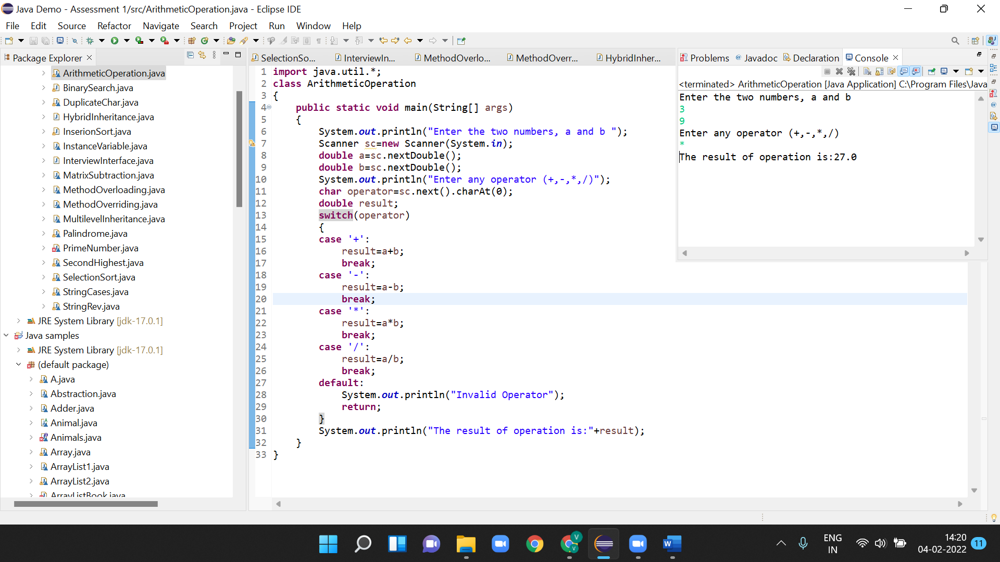 Java Demo - Assessment 1/src/ArithmeticOperation.java - Eclipse IDE
File Edit Source Refactor Navigate Search Project Run Window Help
Package Explorer
ArithmeticOperation.java
BinarySearch.java
DuplicateChar.java
HybridInheritance.java
InserionSort.java
InstanceVariable.java
InterviewInterface.java
MatrixSubtraction.java
MethodOverloading.java
MethodOverriding.java
MultilevelInheritance.java
Palindrome.java
PrimeNumber.java
SecondHighest.java
SelectionSort.java
StringCases.java
StringRev.java
JRE System Library [jdk-17.0.1]
Java samples
JRE System Library [jdk-17.0.1]
(default package)
A.java
Abstraction.java
Adder.java
Animal.java
Animals.java
Array.java
ArrayList1.java
ArrayList2.java
ArrayListBook.java
SelectionSo... InterviewIn... MethodOverlo... MethodOverr... HybridInher...
1 import java.util.*;
2 class ArithmeticOperation
3 {
4 public static void main(String[] args)
5 {
6 System.out.println("Enter the two numbers, a and b ");
7 Scanner sc=new Scanner(System.in);
8 double a=sc.nextDouble();
9 double b=sc.nextDouble();
10 System.out.println("Enter any operator (+,-,*,/)");
11 char operator=sc.next().charAt(0);
12 double result;
13 switch(operator)
14 {
15 case '+':
16 result=a+b;
17 break;
18 case '-':
19 result=a-b;
20 break;
21 case '*':
22 result=a*b;
23 break;
24 case '/':
25 result=a/b;
26 break;
27 default:
28 System.out.println("Invalid Operator");
29 return;
30 }
31 System.out.println("The result of operation is:"+result);
32 }
33 }
Problems Javadoc Declaration Console
<terminated> ArithmeticOperation [Java Application] C:\Program Files\Java
Enter the two numbers, a and b
3
9
Enter any operator (+,-,*,/)
*
The result of operation is:27.0
ENG
IN
14:20
04-02-2022
11